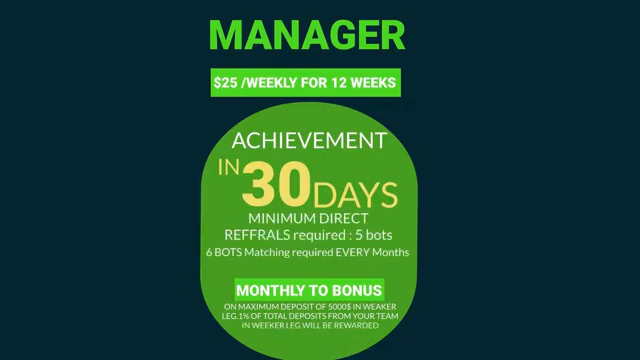 MANAGER
$25 /WEEKLY FOR 12 WEEKS
ACHIEVEMENT
IN 30 DAYS
MINIMUM DIRECT
REFFRALS required : 5 bots
6 BOTS Matching required EVERY Months
MONTHLY TO BONUS
ON MAXIMUM DEPOSIT OF 5000$ IN WEAKER
LEG.1% OF TOTAL DEPOSITS FROM YOUR TEAM
IN WEEKER LEG WILL BE REWARDED